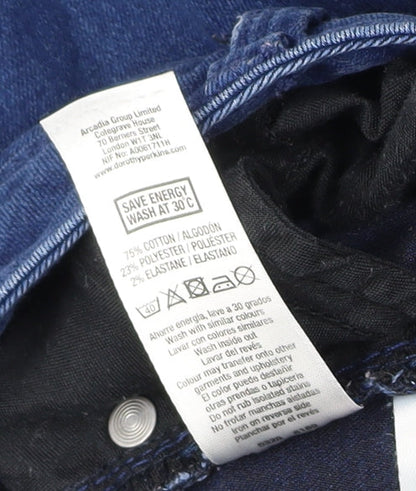 Arcadia Group Limited
Colegrave House
70 Berners Street
London W1T 3NL
NIF No: A0061711H
www.dorothyperkins.
SAVE ENERGY
WASH AT 30°C
75% COTTON / ALGODÓN
23% POLYESTER / POLIÉSTER
2% ELASTANE / ELASTANO
40
Ahorre energía, lave a 30 grados
Wash with similar colours
Lavar con colores similares
Wash inside out
Lavar del revés
Colour may transfer onto other
garments and upholstery
El color puede desteñir
otras prendas o tapicería
Do not rub isolated stains
No frotar manchas aisladas
Iron on reverse side
Planchar por el revés